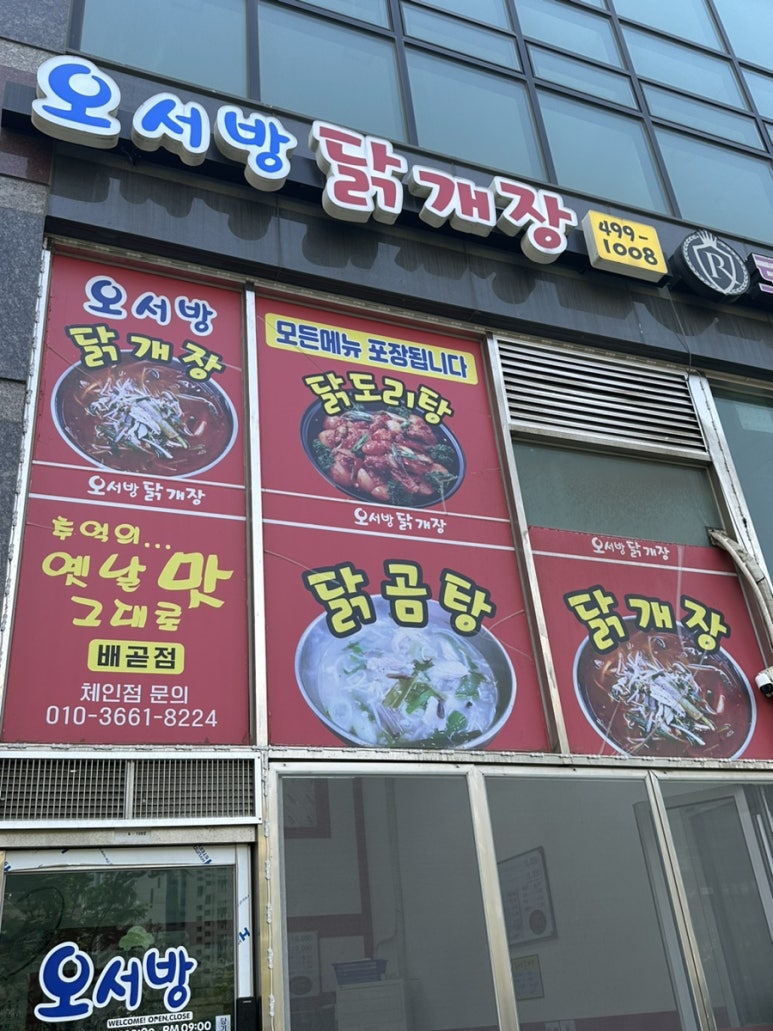 오서방 닭개장 499-1008
오서방
닭개장
오서방 닭개장
추억의...
옛날 맛
그대로
배곧점
체인점 문의
010-3661-8224
모든메뉴 포장됩니다
닭도리탕
오서방 닭개장
닭곰탕
오서방 닭개장
닭개장
오서방
WELCOME! OPEN,CLOSE
PM 09:00